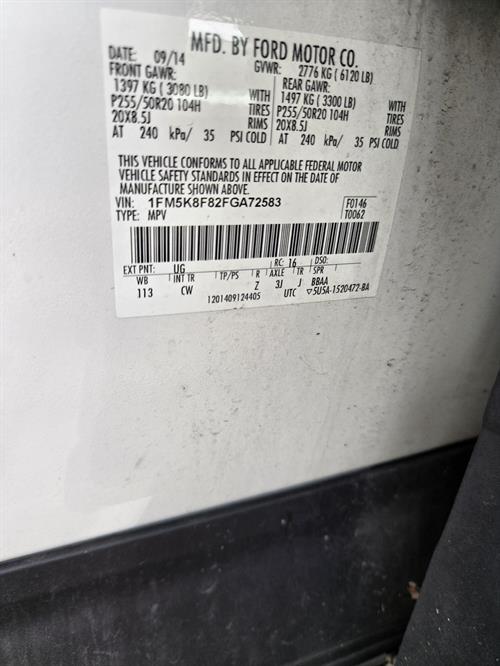 MFD. BY FORD MOTOR CO.
DATE: 09/14 GVWR: 2776 KG ( 6120 LB)
FRONT GAWR: REAR GAWR:
1397 KG ( 3080 LB) WITH 1497 KG ( 3300 LB) WITH
P255/50R20 104H TIRES P255/50R20 104H TIRES
20X8.5J RIMS 20X8.5J RIMS
AT 240 kPa/ 35 PSI COLD AT 240 kPa/ 35 PSI COLD
THIS VEHICLE CONFORMS TO ALL APPLICABLE FEDERAL MOTOR
VEHICLE SAFETY STANDARDS IN EFFECT ON THE DATE OF
MANUFACTURE SHOWN ABOVE.
VIN: 1FM5K8F82FGA72583 F0146
TYPE: MPV T0062
EXT PNT: UG RC: 16 DSO:
WB INT TR TP/PS R AXLE TR SPR
113 CW Z 3J J BBAA
1201409124405 UTC ▽5U5A-1520472-BA